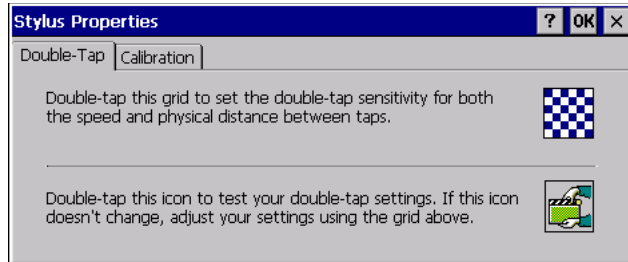 Stylus Properties ? OK ×
Double-Tap Calibration
Double-tap this grid to set the double-tap sensitivity for both
the speed and physical distance between taps.
Double-tap this icon to test your double-tap settings. If this icon
doesn't change, adjust your settings using the grid above.